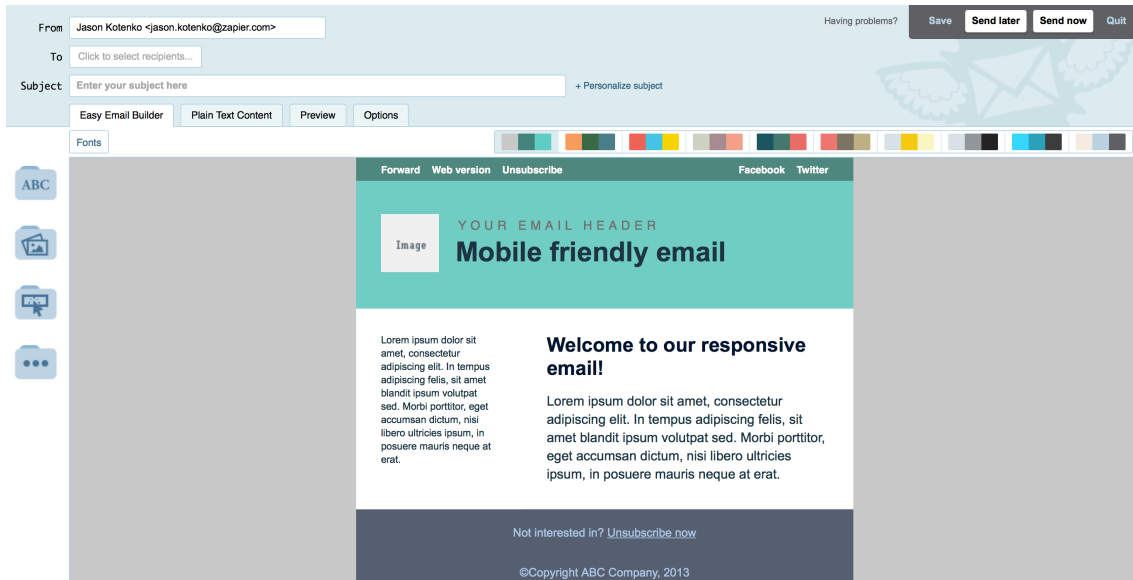 From Jason Kotenko <jason.kotenko@zapier.com> Having problems? Save Send later Send now Quit
To Click to select recipients...
Subject Enter your subject here + Personalize subject
Easy Email Builder Plain Text Content Preview Options
Fonts
ABC
Forward Web version Unsubscribe Facebook Twitter
Image
YOUR EMAIL HEADER
Mobile friendly email
Lorem ipsum dolor sit
amet, consectetur
adipiscing elit. In tempus
adipiscing felis, sit amet
blandit ipsum volutpat
sed. Morbi porttitor, eget
accumsan dictum, nisi
libero ultricies ipsum, in
posuere mauris neque at
erat.
Welcome to our responsive
email!
Lorem ipsum dolor sit amet, consectetur
adipiscing elit. In tempus adipiscing felis, sit
amet blandit ipsum volutpat sed. Morbi porttitor,
eget accumsan dictum, nisi libero ultricies
ipsum, in posuere mauris neque at erat.
Not interested in? Unsubscribe now
©Copyright ABC Company, 2013